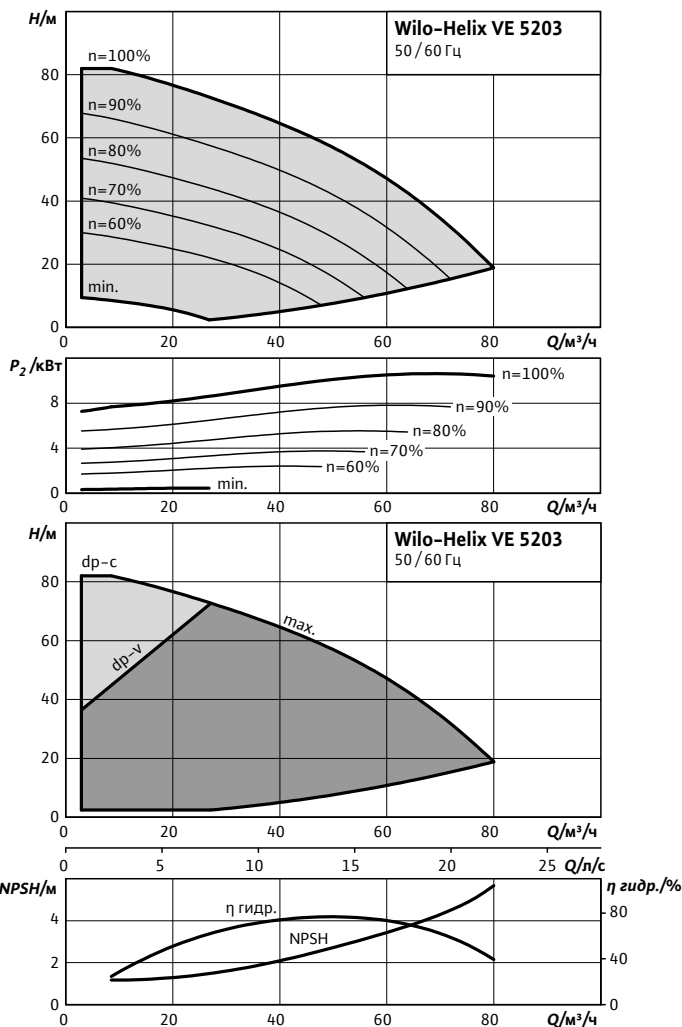 H/м
Wilo-Helix VE 5203
50/60 Гц
n=100%
80
n=90%
60
n=80%
40
n=70%
n=60%
20
min.
0
0 20 40 60 80 Q/м³/ч
P2/кВт
n=100%
8
n=90%
n=80%
4
n=70%
n=60%
min.
0
0 20 40 60 80 Q/м³/ч
H/м
Wilo-Helix VE 5203
50/60 Гц
dp-c
80
max.
60
dp-v
40
20
0
0 20 40 60 80 Q/м³/ч
0 5 10 15 20 25 Q/л/с
NPSH/м
η гидр./%
η гидр.
4
80
NPSH
2
40
0
0
0 20 40 60 80 Q/м³/ч